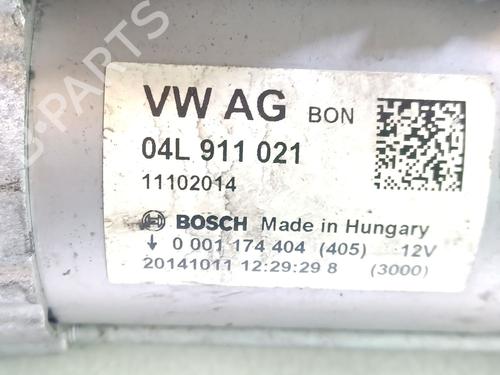 VW AG BON
04L 911 021
11102014
BOSCH Made in Hungary
0 001 174 404 (405) 12V
20141011 12:29:29 8 (3000)
B-PARTS